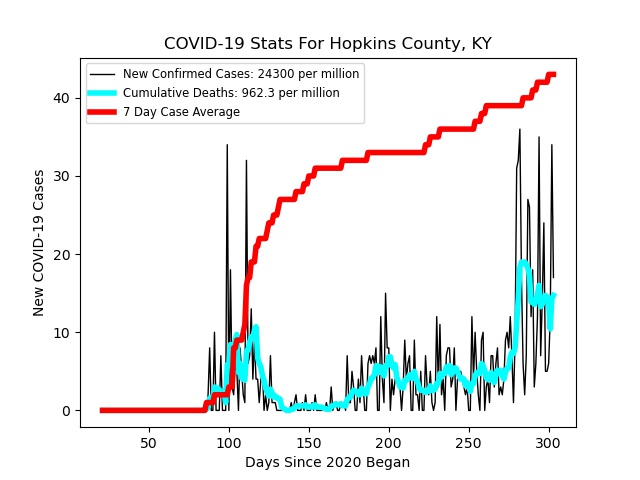 COVID-19 Stats For Hopkins County, KY
New Confirmed Cases: 24300 per million
Cumulative Deaths: 962.3 per million
7 Day Case Average
40
30
20
10
0
New COVID-19 Cases
50 100 150 200 250 300
Days Since 2020 Began